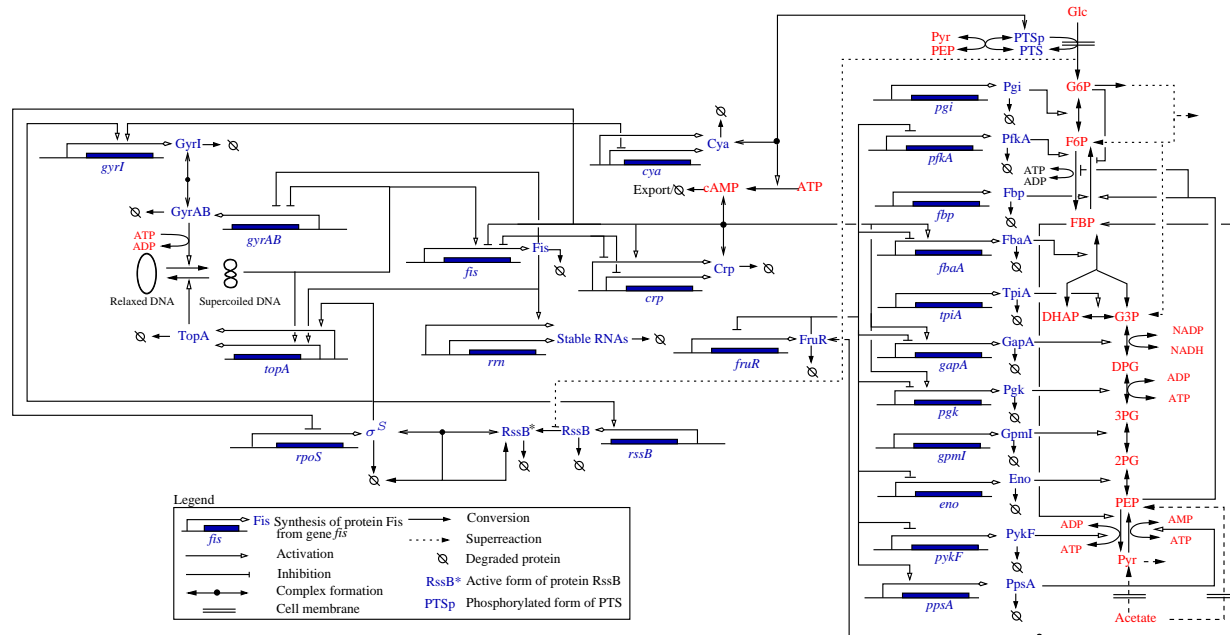 Glc
Pyr
PTSp
PEP
PTS
Pgi
G6P
pgi
GyrI
Cya
PfkA
F6P
gyrI
cya
pfkA
ATP
ADP
Export/
cAMP
ATP
Fbp
GyrAB
fbp
FBP
gyrAB
ATP
ADP
Fis
FbaA
fis
Crp
fbaA
crp
Relaxed DNA
Supercoiled DNA
TpiA
DHAP
G3P
tpiA
TopA
Stable RNAs
FruR
GapA
NADP
NADH
topA
rrn
fruR
gapA
DPG
Pgk
ADP
ATP
pgk
3PG
σS
RssB*
RssB
GpmI
rpoS
rssB
gpmI
2PG
Eno
eno
PEP
Legend
Fis Synthesis of protein Fis
from gene fis
fis
Activation
Inhibition
Complex formation
Cell membrane
Conversion
Superreaction
Degraded protein
RssB* Active form of protein RssB
PTSp Phosphorylated form of PTS
ADP
AMP
PykF
ATP
ATP
pykF
Pyr
PpsA
ppsA
Acetate